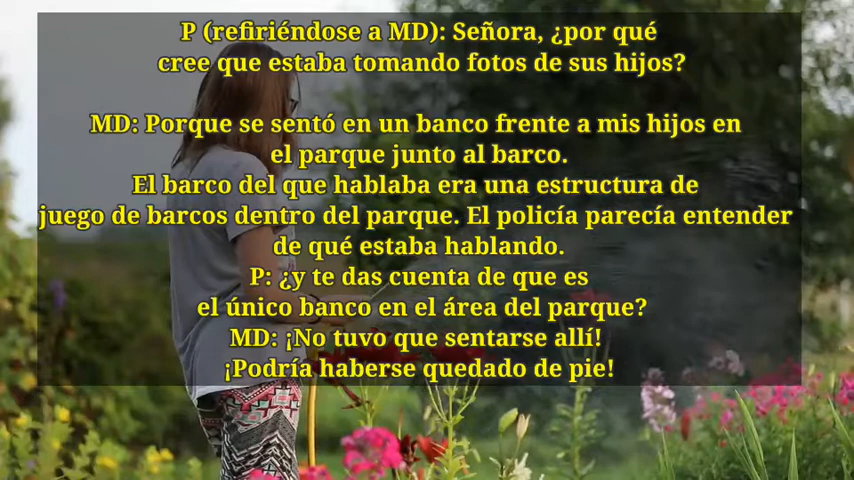 P (refiriéndose a MD): Señora, ¿por qué
cree que estaba tomando fotos de sus hijos?
MD: Porque se sentó en un banco frente a mis hijos en
el parque junto al barco.
El barco del que hablaba era una estructura de
juego de barcos dentro del parque. El policía parecía entender
de qué estaba hablando.
P: ¿y te das cuenta de que es
el único banco en el área del parque?
MD: ¡No tuvo que sentarse allí!
¡Podría haberse quedado de pie!